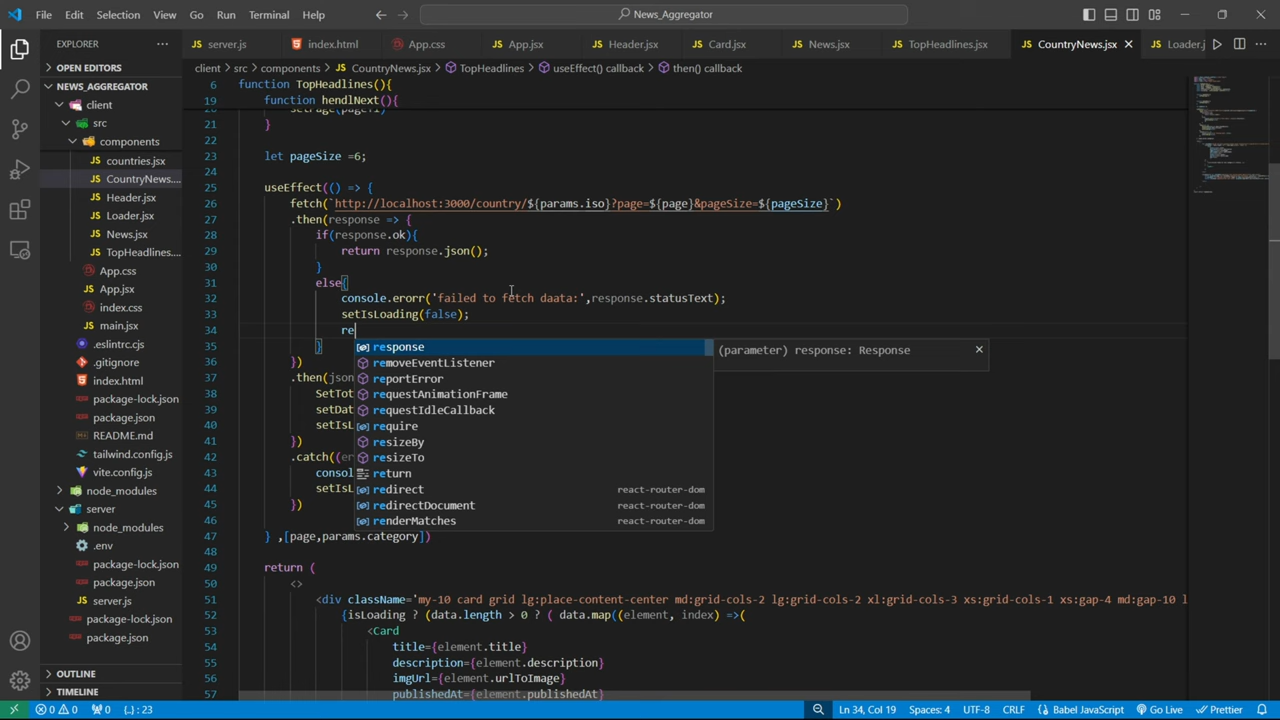 File Edit Selection View Go Run Terminal Help News_Aggregator
EXPLORER server.js index.html App.css App.jsx Header.jsx Card.jsx News.jsx TopHeadlines.jsx CountryNews.jsx Loader.j
OPEN EDITORS
client > src > components > CountryNews.jsx > TopHeadlines > useEffect() callback > then() callback
NEWS_AGGREGATOR
client
src
components
countries.jsx
CountryNews....
Header.jsx
Loader.jsx
News.jsx
TopHeadlines....
App.css
App.jsx
index.css
main.jsx
.eslintrc.cjs
.gitignore
index.html
package-lock.json
package.json
README.md
tailwind.config.js
vite.config.js
node_modules
server
node_modules
.env
package-lock.json
package.json
server.js
package-lock.json
package.json
OUTLINE
TIMELINE
6 function TopHeadlines(){
19 function hendlNext(){
21 }
22
23 let pageSize =6;
24
25 useEffect(() => {
26 fetch(`http://localhost:3000/country/${params.iso}?page=${page}&pageSize=${pageSize}`)
27 .then(response => {
28 if(response.ok){
29 return response.json();
30 }
31 else{
32 console.erorr('failed to fetch daata:',response.statusText);
33 setIsLoading(false);
34 re
35 }
36 })
37 .then(json
38 SetTot
39 setDat
40 setIsL
41 })
42 .catch((er
43 consol
44 setIsL
45 })
46
47 } ,[page,params.category])
48
49 return (
50 <>
51 <div className='my-10 card grid lg:place-content-center md:grid-cols-2 lg:grid-cols-2 xl:grid-cols-3 xs:grid-cols-1 xs:gap-4 md:gap-10 l
52 {isLoading ? (data.length > 0 ? ( data.map((element, index) =>(
53 <Card
54 title={element.title}
55 description={element.description}
56 imgUrl={element.urlToImage}
57 publishedAt={element.publishedAt}
response
removeEventListener
reportError
requestAnimationFrame
requestIdleCallback
require
resizeBy
resizeTo
return
redirect react-router-dom
redirectDocument react-router-dom
renderMatches react-router-dom
(parameter) response: Response
0 0 0 {..} : 23 Ln 34, Col 19 Spaces: 4 UTF-8 CRLF Babel JavaScript Go Live Prettier